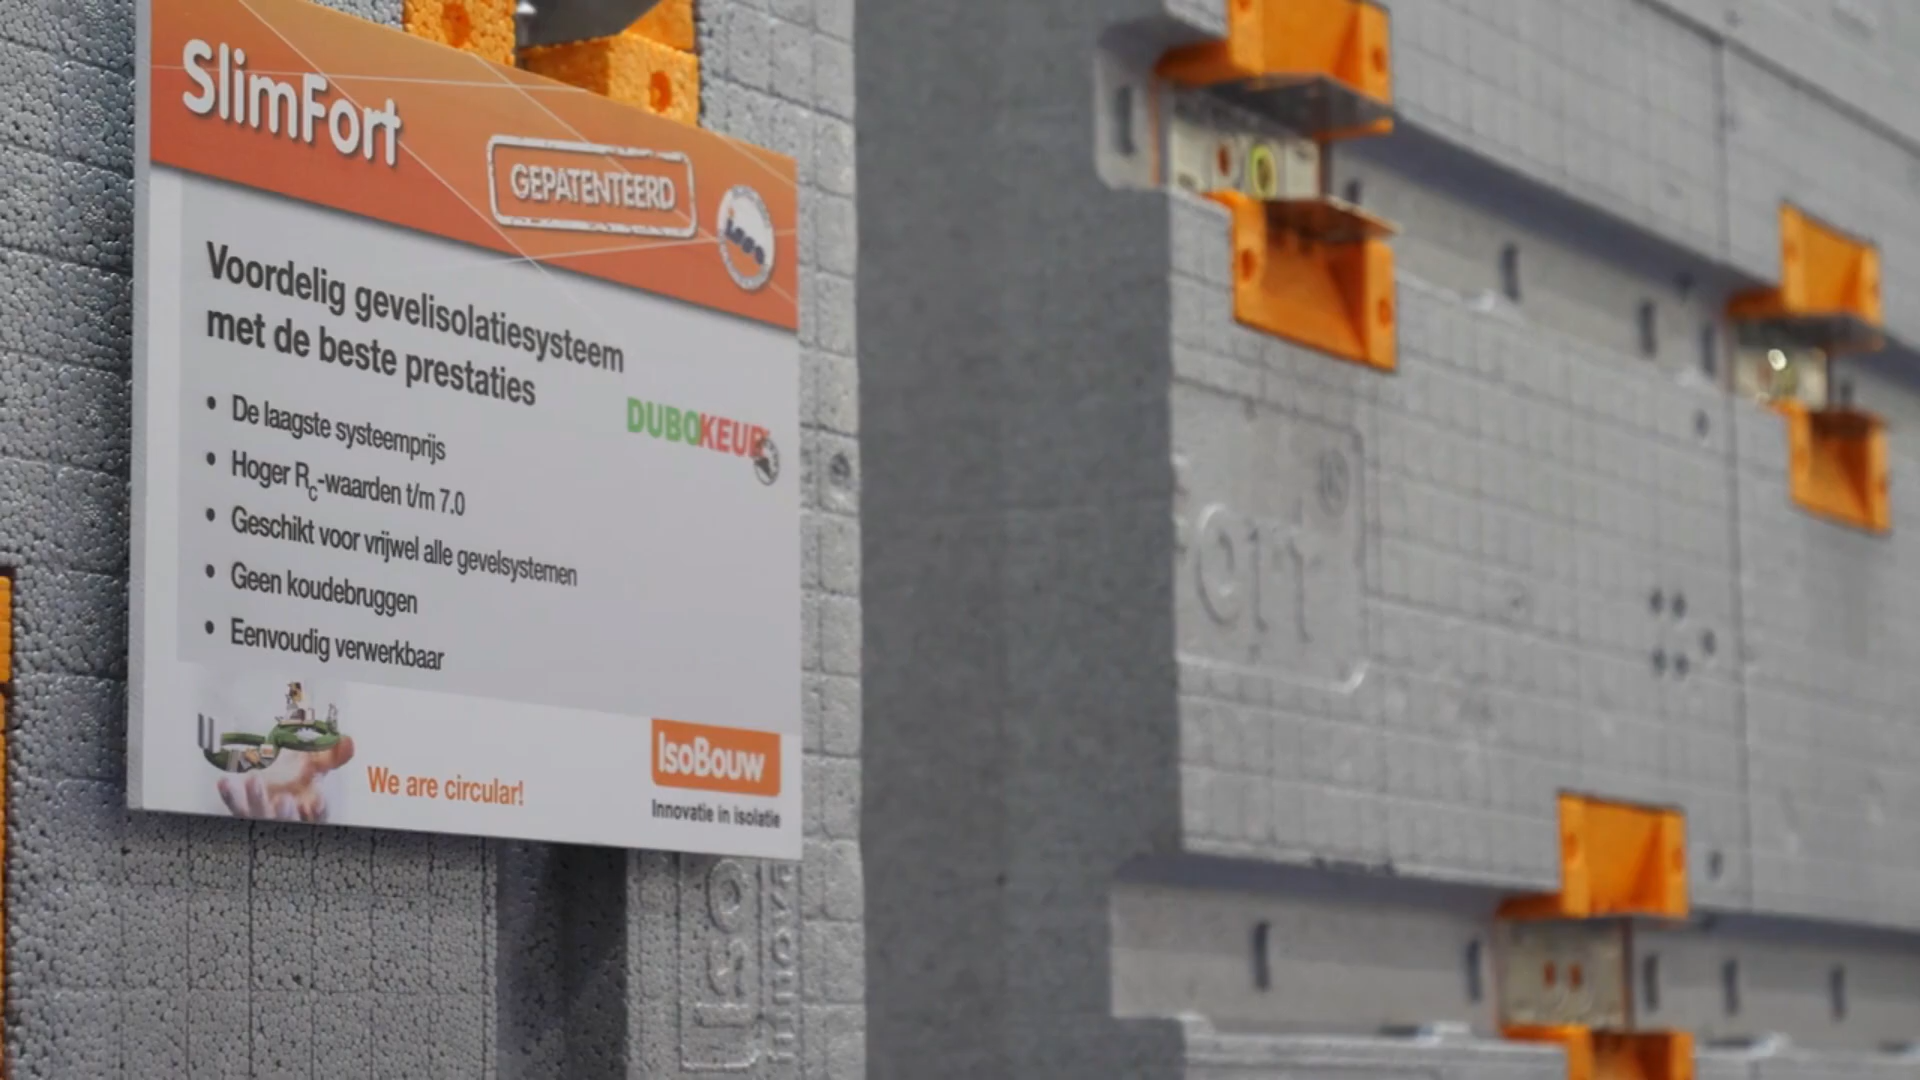 SlimFort
GEPATENTEERD
isso
Voordelig gevelisolatiesysteem
met de beste prestaties
DUBOKEUR
• De laagste systeemprijs
• Hoger Rc-waarden t/m 7.0
• Geschikt voor vrijwel alle gevelsystemen
• Geen koudebruggen
• Eenvoudig verwerkbaar
We are circular!
IsoBouw
Innovatie in isolatie